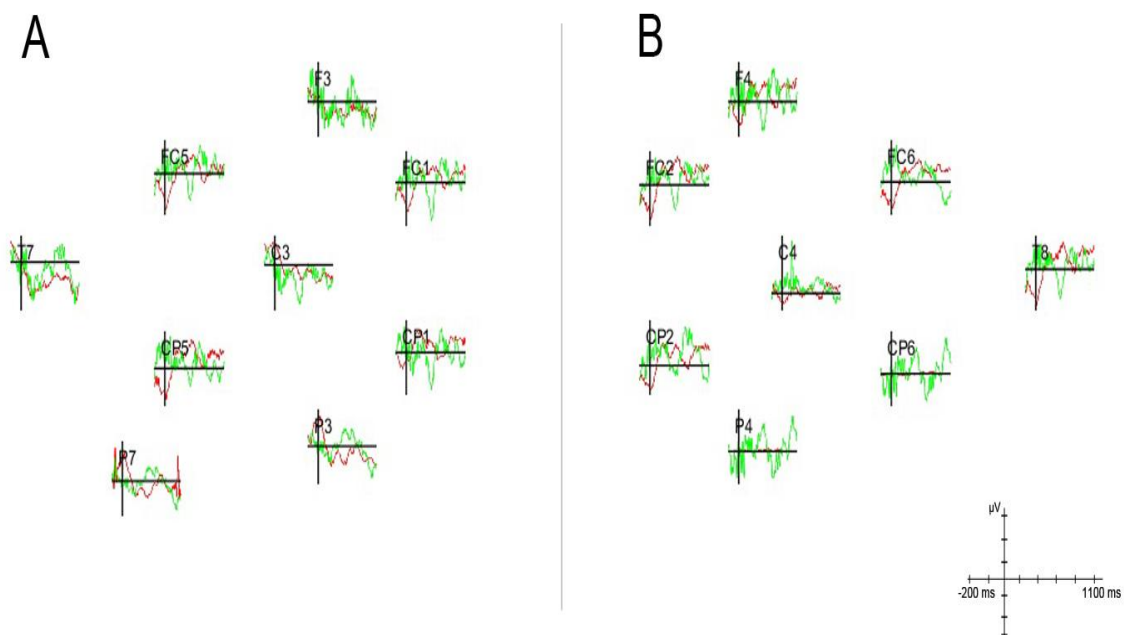 A
F3
FC5
FC1
T7
C3
CP5
CP1
P3
P7
B
F4
FC2
FC6
C4
T8
CP2
CP6
P4
µV
-200 ms
1100 ms